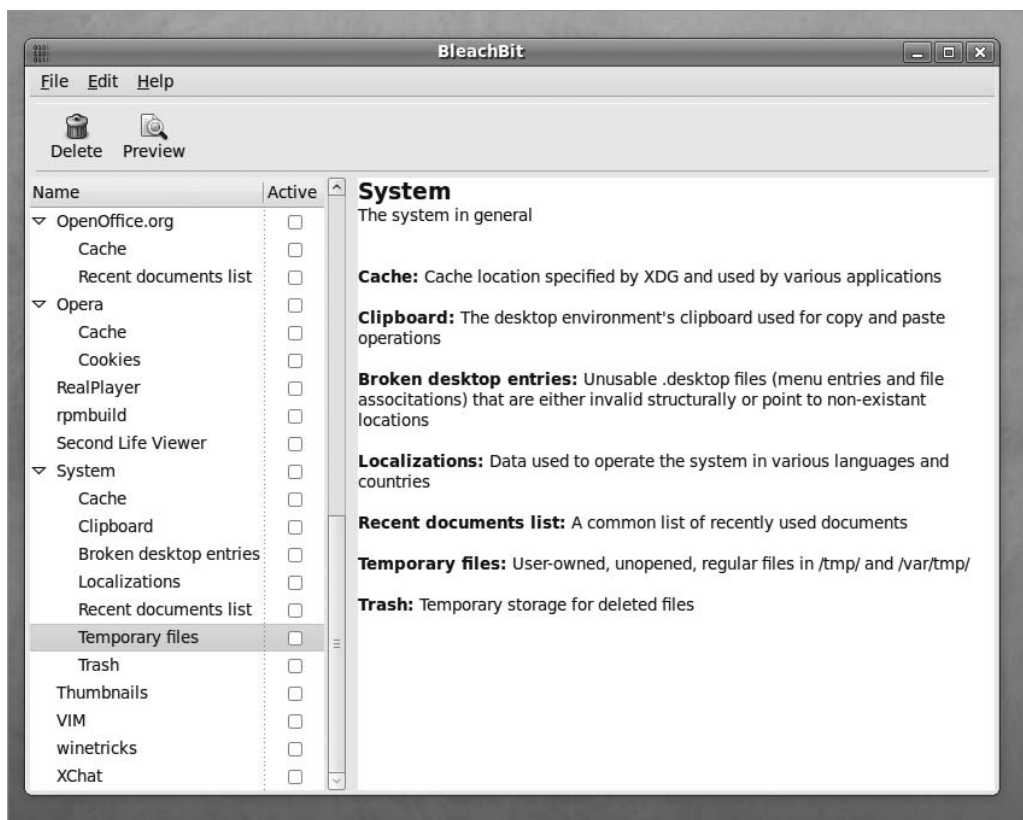 BleachBit
File Edit Help
Delete Preview
Name Active
OpenOffice.org
Cache
Recent documents list
Opera
Cache
Cookies
RealPlayer
rpmbuild
Second Life Viewer
System
Cache
Clipboard
Broken desktop entries
Localizations
Recent documents list
Temporary files
Trash
Thumbnails
VIM
winetricks
XChat
System
The system in general
Cache: Cache location specified by XDG and used by various applications
Clipboard: The desktop environment's clipboard used for copy and paste
operations
Broken desktop entries: Unusable .desktop files (menu entries and file
associtations) that are either invalid structurally or point to non-existant
locations
Localizations: Data used to operate the system in various languages and
countries
Recent documents list: A common list of recently used documents
Temporary files: User-owned, unopened, regular files in /tmp/ and /var/tmp/
Trash: Temporary storage for deleted files